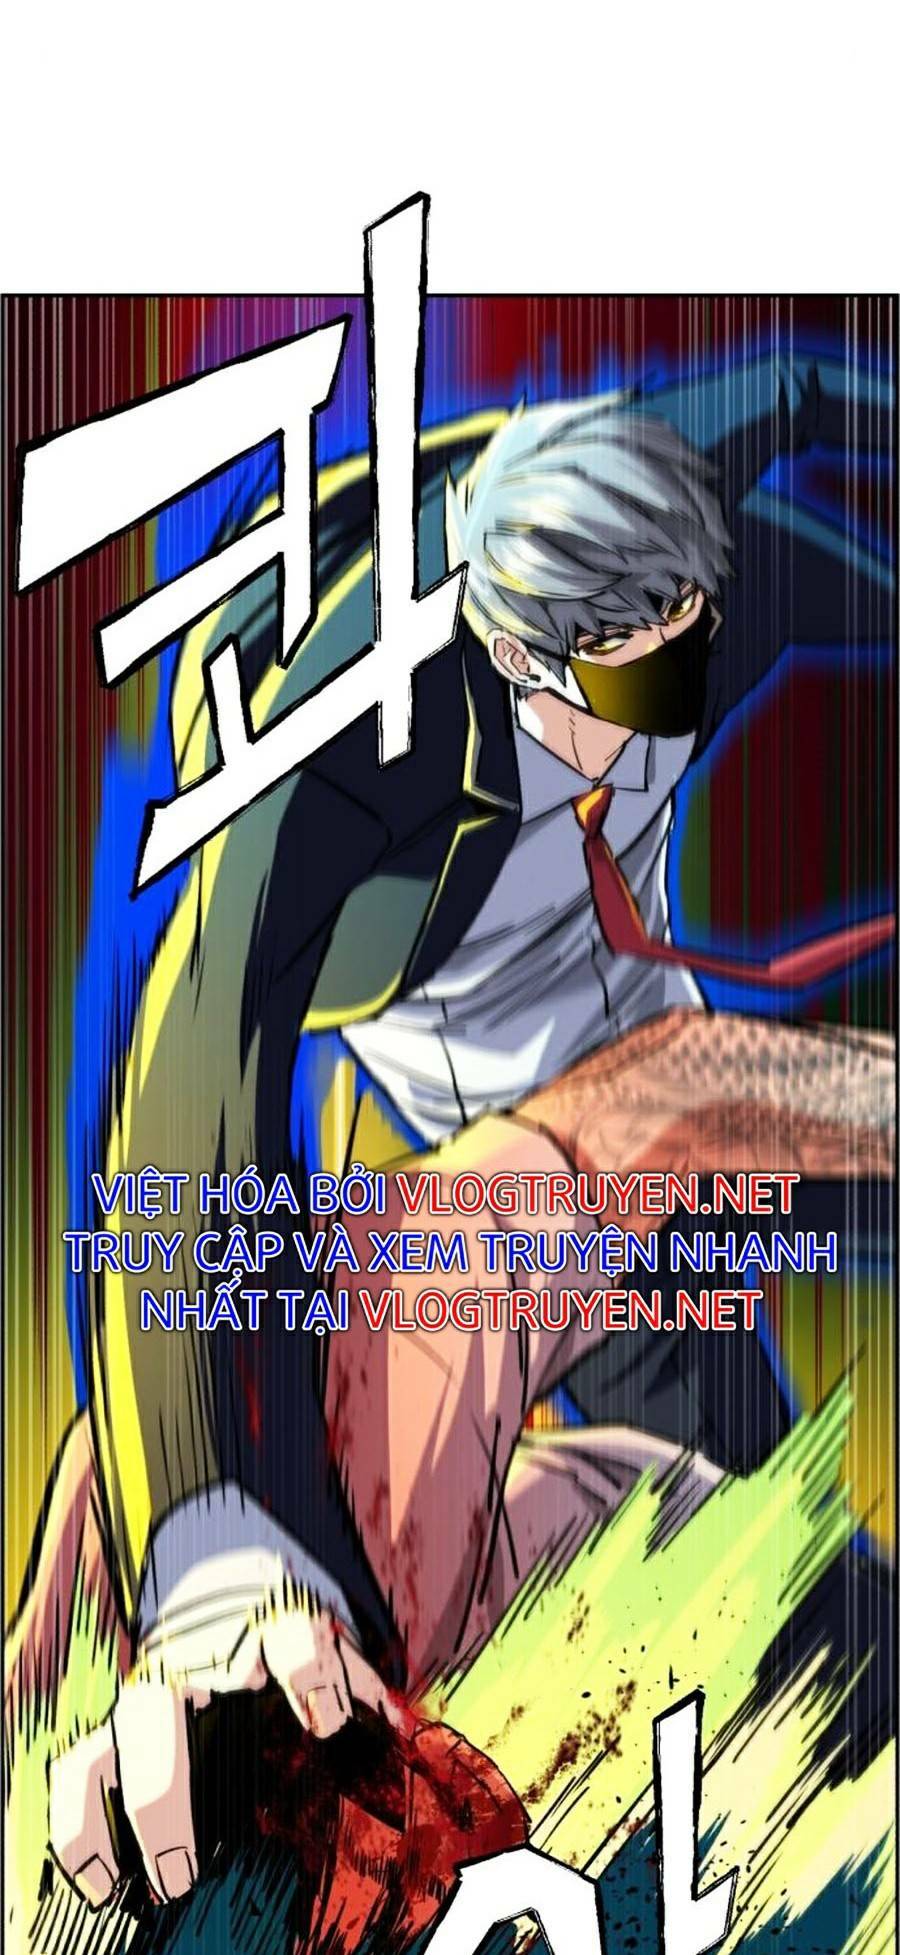 콰
VIỆT HÓA BỞI VLOGTRUYEN.NET
TRUY CẬP VÀ XEM TRUYỆN NHANH
NHẤT TẠI VLOGTRUYEN.NET